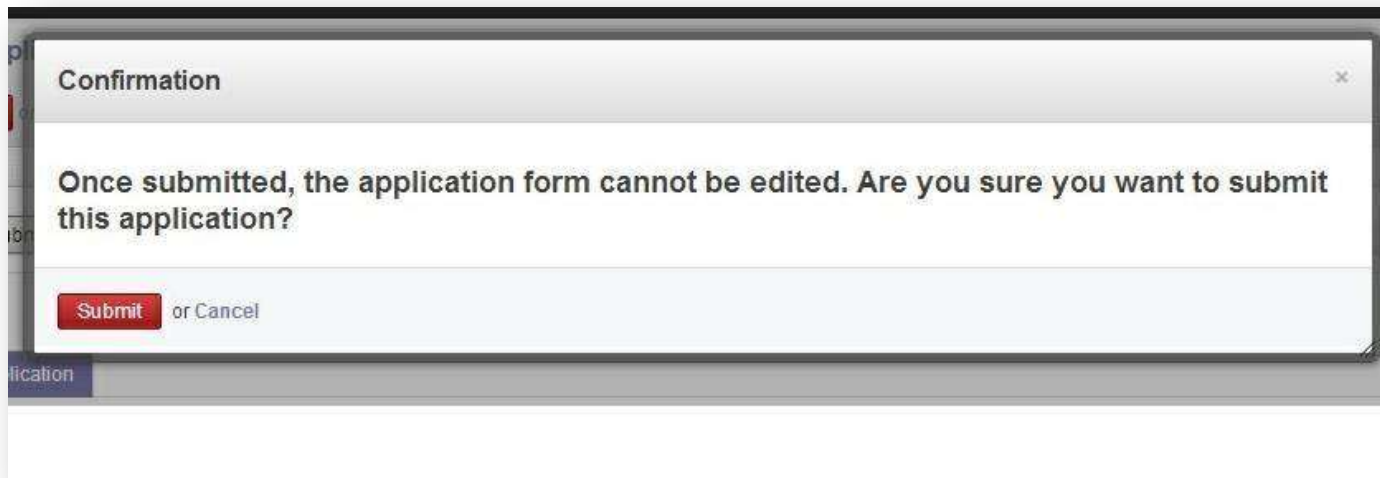 Confirmation
×
Once submitted, the application form cannot be edited. Are you sure you want to submit
this application?
Submit or Cancel